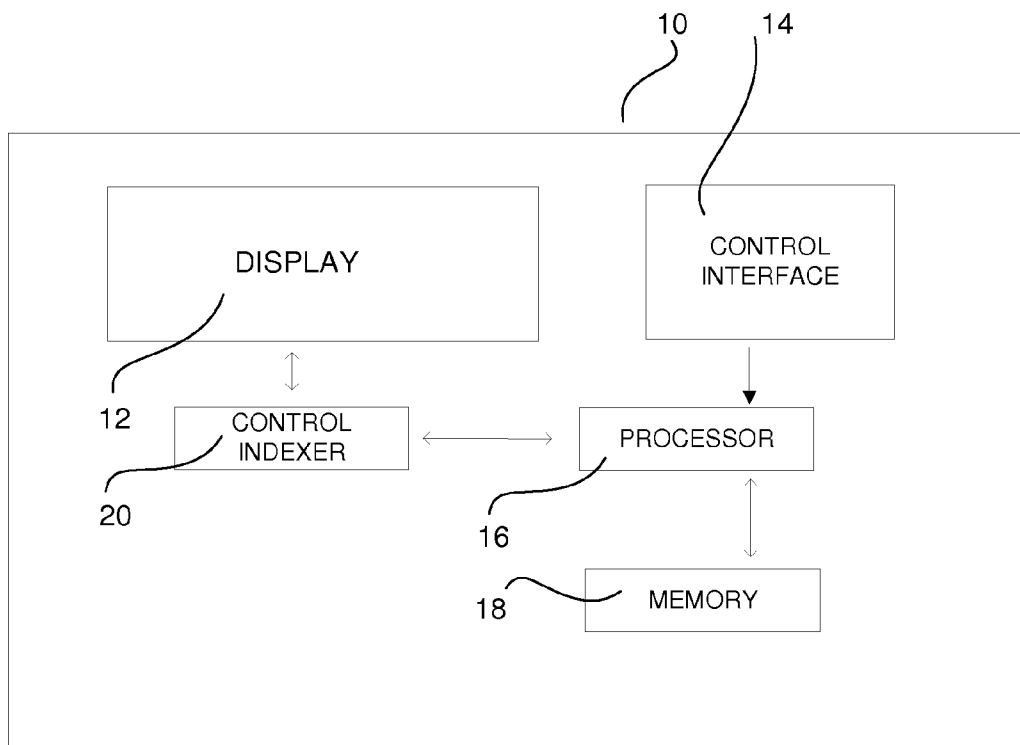 10
14
DISPLAY
CONTROL
INTERFACE
12
CONTROL
INDEXER
PROCESSOR
20
16
18
MEMORY